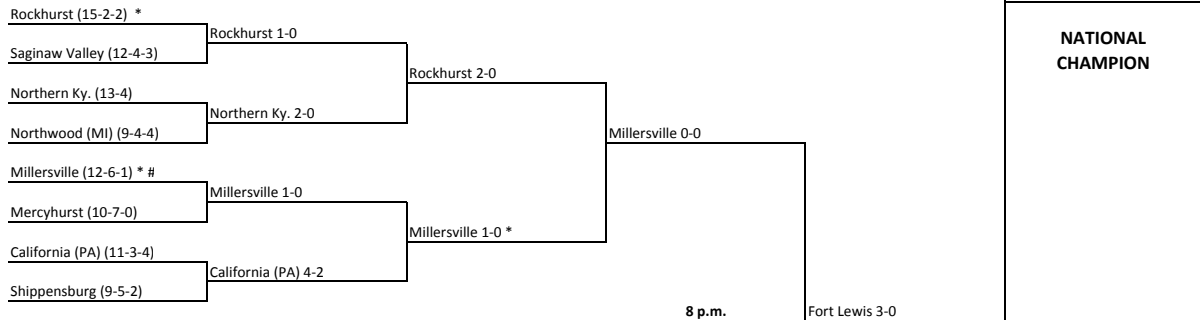 Rockhurst (15-2-2) *
Rockhurst 1-0
Saginaw Valley (12-4-3)
Rockhurst 2-0
Northern Ky. (13-4)
Northern Ky. 2-0
Northwood (MI) (9-4-4)
Millersville 0-0
Millersville (12-6-1) * #
Millersville 1-0
Mercyhurst (10-7-0)
Millersville 1-0 *
California (PA) (11-3-4)
California (PA) 4-2
Shippensburg (9-5-2)
8 p.m.
Fort Lewis 3-0
NATIONAL
CHAMPION